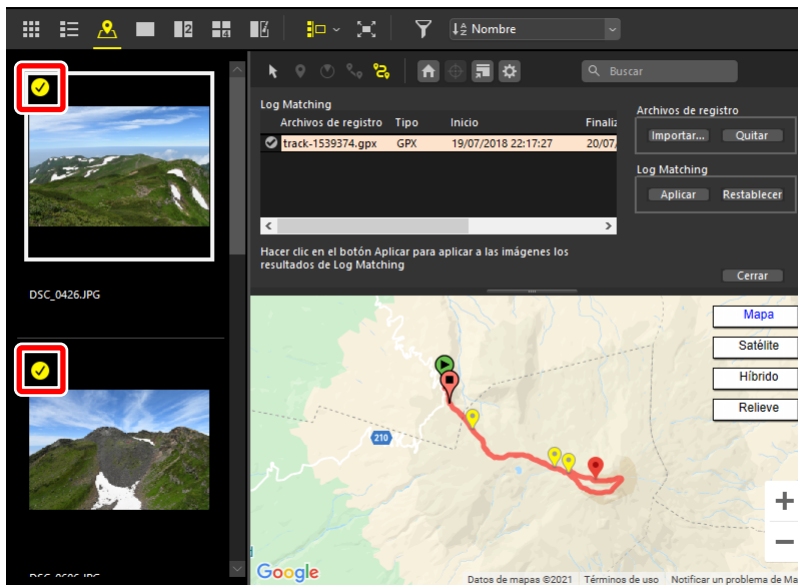 2
4
Nombre
Buscar
Log Matching
Archivos de registro Tipo Inicio Finaliz
track-1539374.gpx GPX 19/07/2018 22:17:27 20/07/
Archivos de registro
Importar... Quitar
Log Matching
Aplicar Restablecer
Hacer clic en el botón Aplicar para aplicar a las imágenes los
resultados de Log Matching
Cerrar
DSC_0426.JPG
Mapa
Satélite
Híbrido
Relieve
210
Google
Datos de mapas ©2021 Términos de uso Notificar un problema de Ma